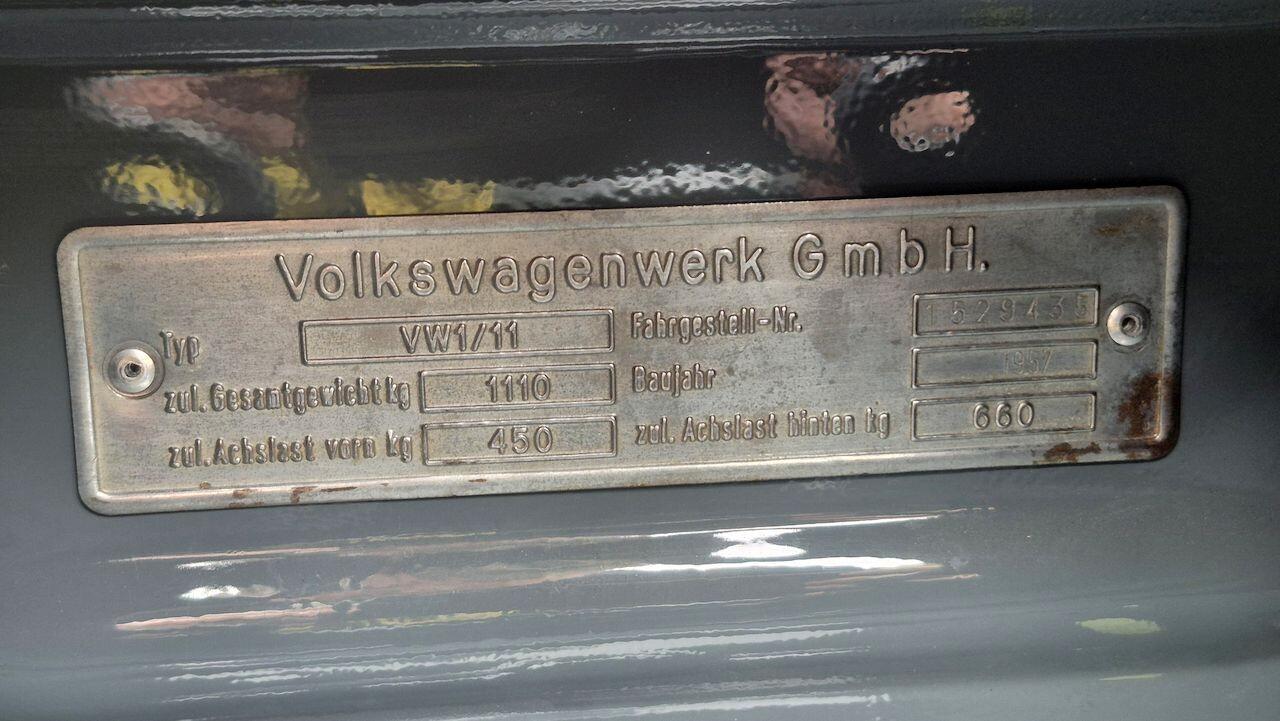 Volkswagenwerk GmbH.
Typ VW1/11 Fahrgestell-Nr. 1529435
zul. Gesamtgewicht kg 1110 Baujahr 1957
zul. Achslast vorn kg 450 zul. Achslast hinten kg 660